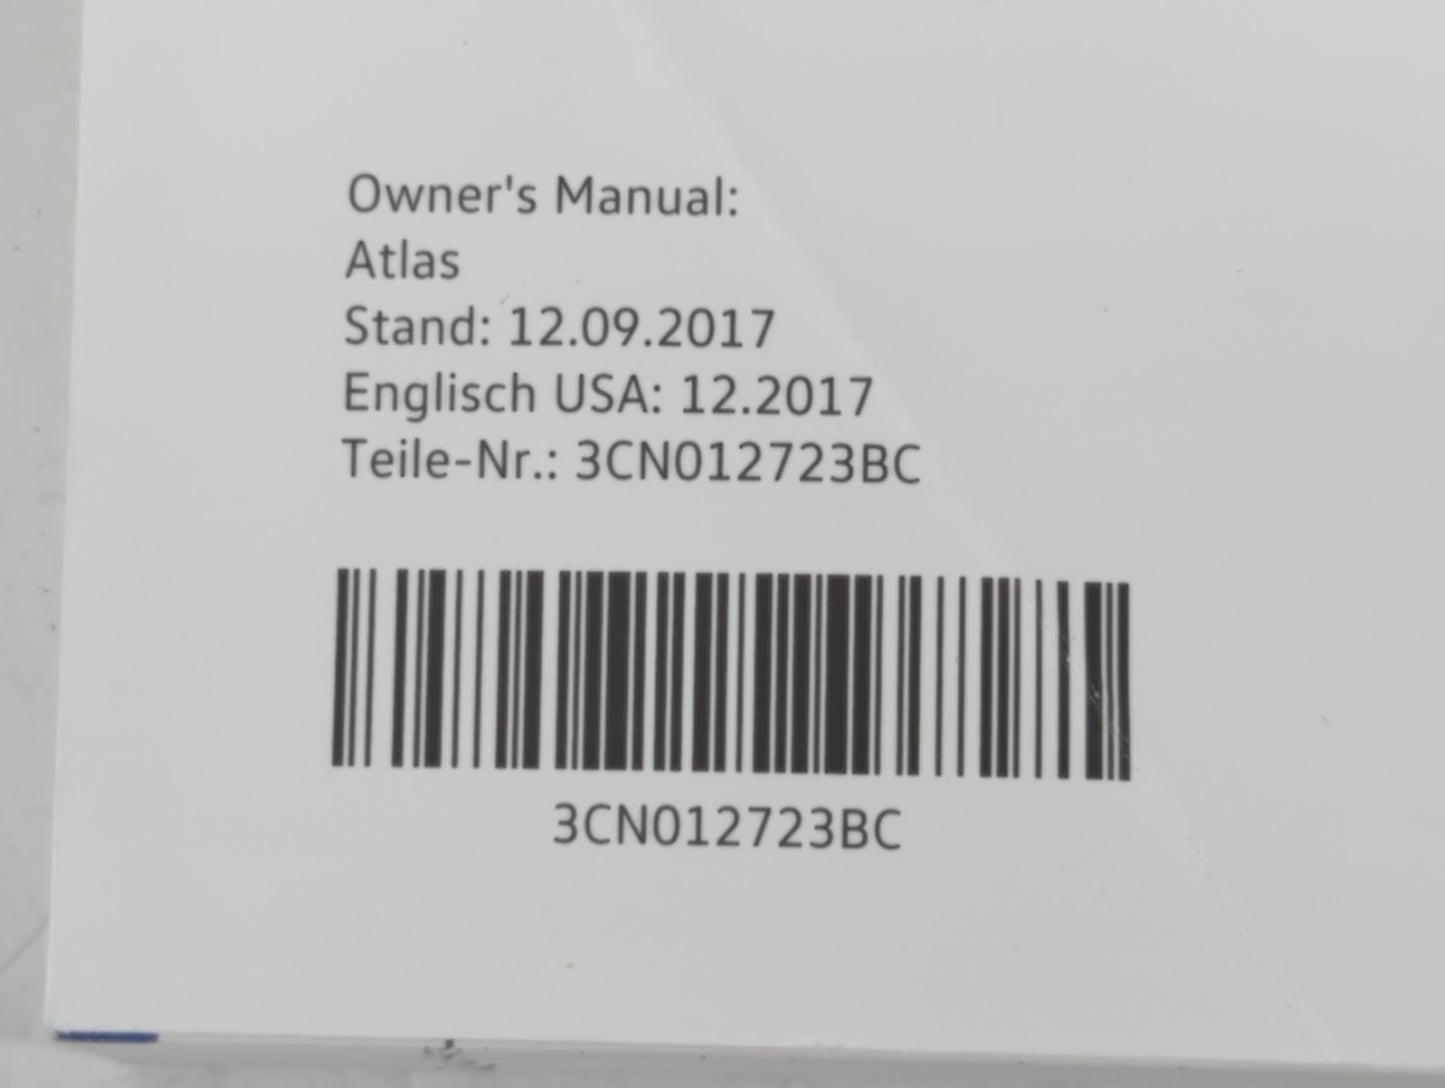 Owner's Manual:
Atlas
Stand: 12.09.2017
Englisch USA: 12.2017
Teile-Nr.: 3CN012723BC
3CN012723BC